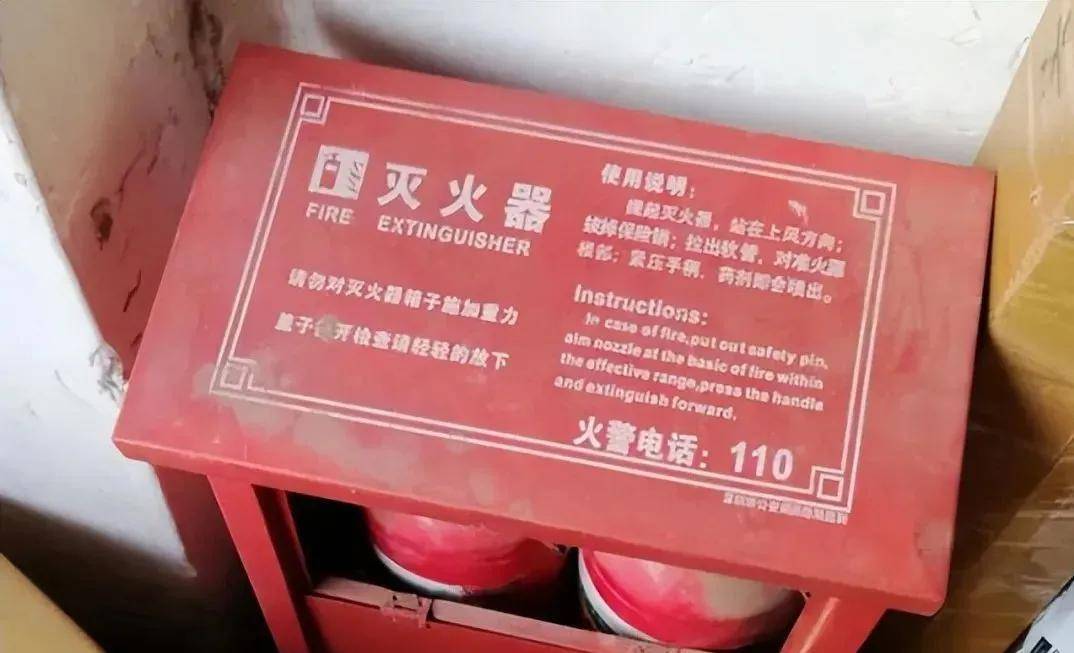 灭火器
FIRE EXTINGUISHER
请勿对灭火器箱子施加重力
盖子 开检查请轻轻的放下
使用说明:
提起灭火器，站在上风方向;
拔掉保险销; 拉出软管，对准火源
根部; 紧压手柄，药剂即会喷出。
Instructions:
In case of fire,put out safety pin,
aim nozzle at the basic of fire within
the effective range,press the handle
and extinguish forward.
火警电话: 110